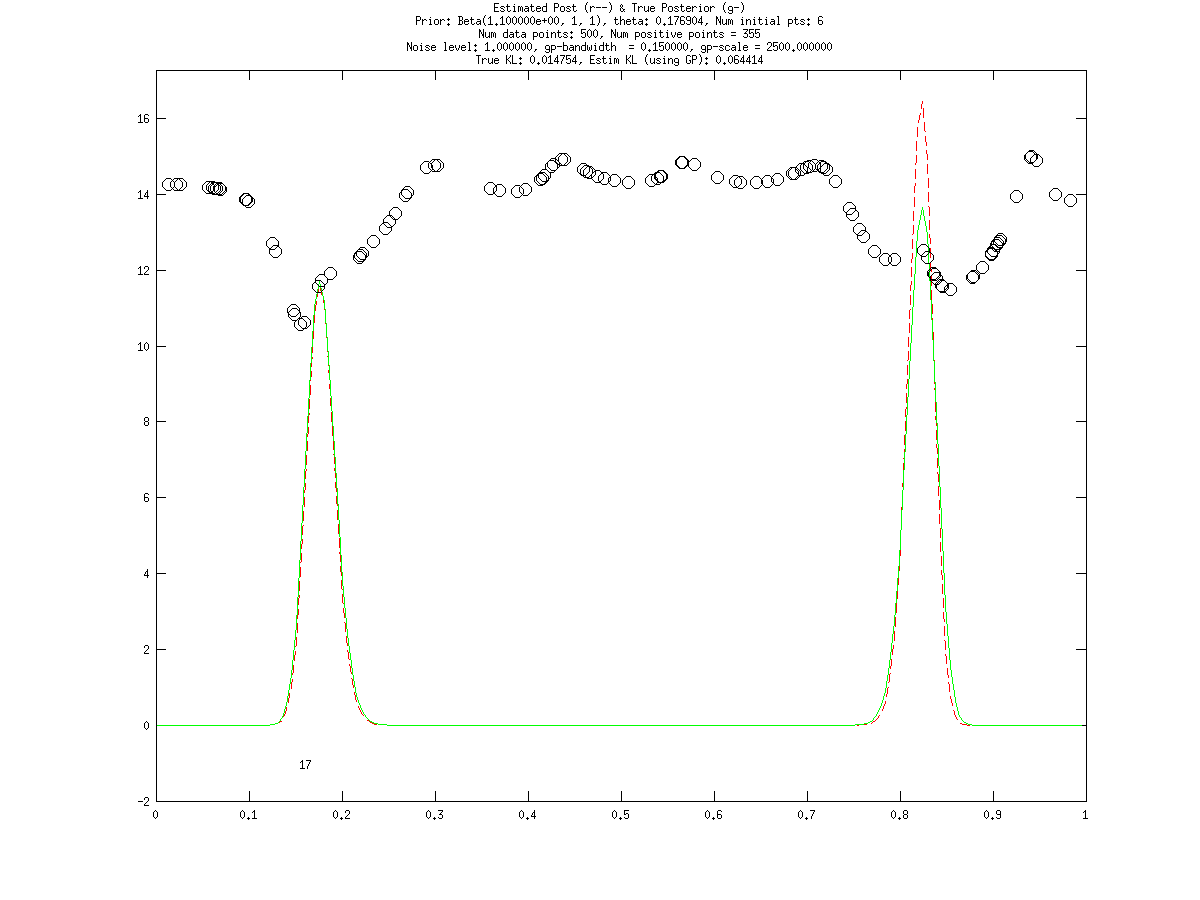 Estimated Post (r--) & True Posterior (g-)
Prior: Beta(1.100000e+00, 1, 1), theta: 0.176904, Num initial pts: 6
Num data points: 500, Num positive points = 355
Noise level: 1.000000, gp-bandwidth  = 0.150000, gp-scale = 2500.000000
True KL: 0.014754, Estim KL (using GP): 0.064414
16
14
12
10
8
6
4
2
0
17
-2
0 0.1 0.2 0.3 0.4 0.5 0.6 0.7 0.8 0.9 1